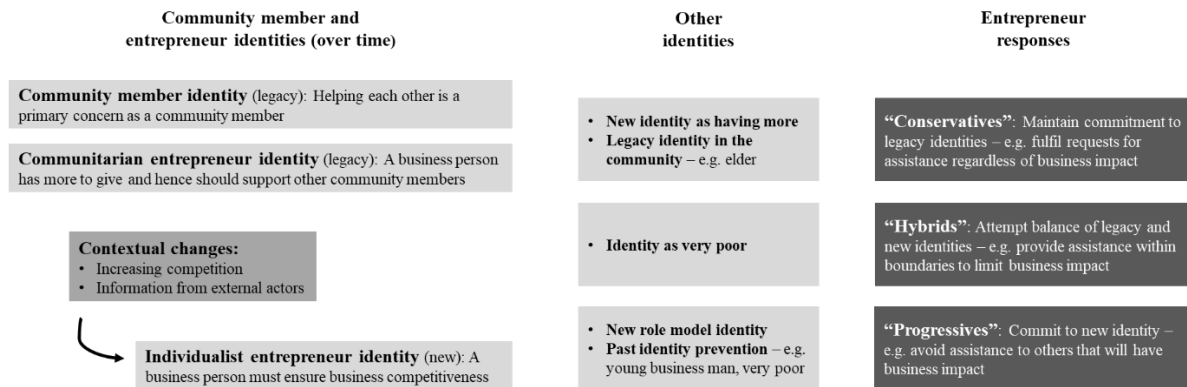 Community member and
entrepreneur identities (over time)
Other
identities
Entrepreneur
responses
Community member identity (legacy): Helping each other is a
primary concern as a community member
Communitarian entrepreneur identity (legacy): A business person
has more to give and hence should support other community members
Contextual changes:
• Increasing competition
• Information from external actors
Individualist entrepreneur identity (new): A
business person must ensure business competitiveness
• New identity as having more
• Legacy identity in the
community – e.g. elder
• Identity as very poor
• New role model identity
• Past identity prevention – e.g.
young business man, very poor
“Conservatives”: Maintain commitment to
legacy identities – e.g. fulfil requests for
assistance regardless of business impact
“Hybrids”: Attempt balance of legacy and
new identities – e.g. provide assistance within
boundaries to limit business impact
“Progressives”: Commit to new identity –
e.g. avoid assistance to others that will have
business impact